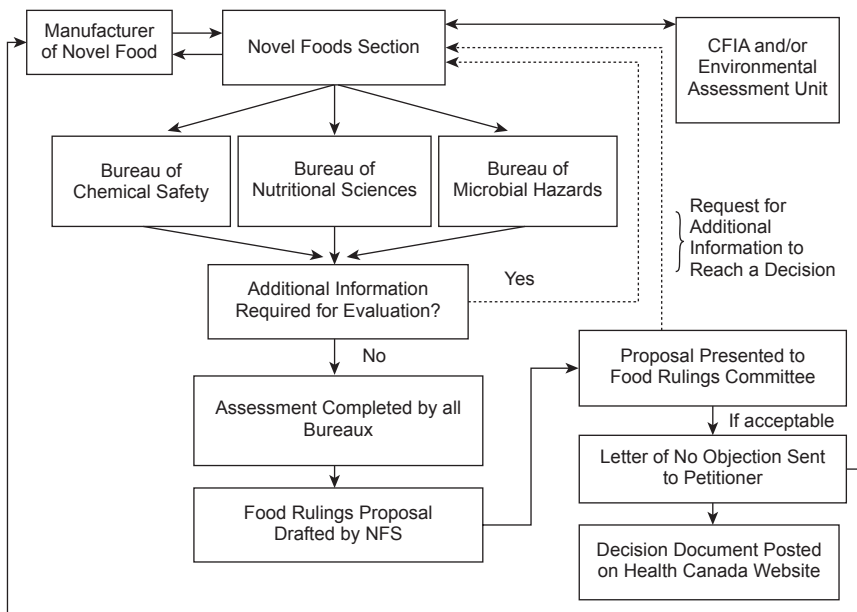 Manufacturer
of Novel Food
Novel Foods Section
CFIA and/or
Environmental
Assessment Unit
Bureau of
Chemical Safety
Bureau of
Nutritional Sciences
Bureau of
Microbial Hazards
Request for
Additional
Information to
Reach a Decision
Additional Information
Required for Evaluation?
Yes
No
Assessment Completed by all
Bureaux
Food Rulings Proposal
Drafted by NFS
Proposal Presented to
Food Rulings Committee
If acceptable
Letter of No Objection Sent
to Petitioner
Decision Document Posted
on Health Canada Website